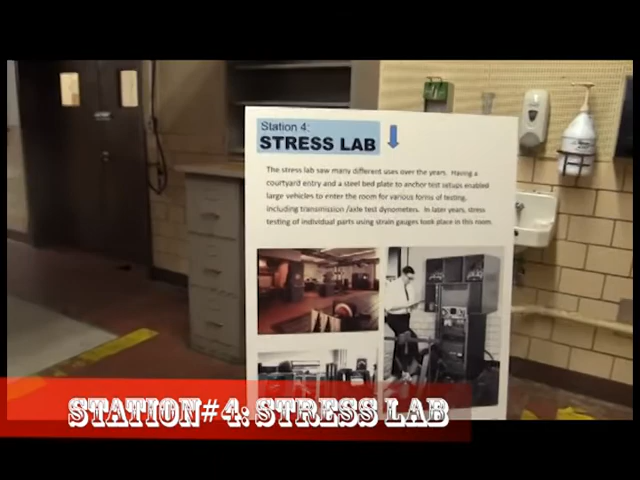 Station 4:
STRESS LAB
The stress lab saw many different uses over the years. Having a
courtyard entry and a steel bed plate to anchor test setups enabled
large vehicles to enter the room for various forms of testing,
including transmission /axle test dynometers. In later years, stress
testing of individual parts using strain gauges took place in this room.
STATION#4: STRESS LAB